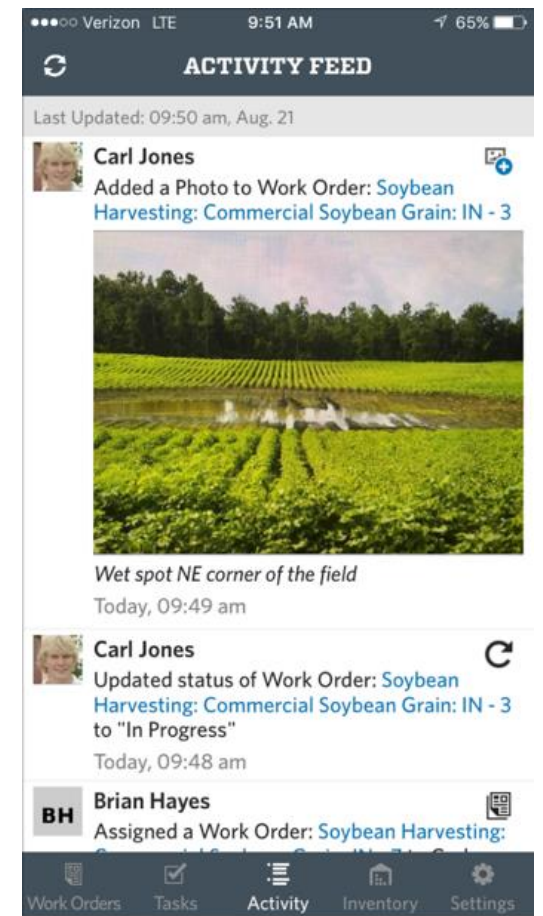 Verizon LTE 9:51 AM 65%
ACTIVITY FEED
Last Updated: 09:50 am, Aug. 21
Carl Jones
Added a Photo to Work Order: Soybean
Harvesting: Commercial Soybean Grain: IN - 3
Wet spot NE corner of the field
Today, 09:49 am
Carl Jones
Updated status of Work Order: Soybean
Harvesting: Commercial Soybean Grain: IN - 3
to "In Progress"
Today, 09:48 am
BH
Brian Hayes
Assigned a Work Order: Soybean Harvesting:
Work Orders Tasks Activity Inventory Settings